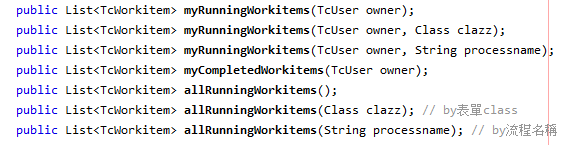 public List<TcWorkitem> myRunningWorkitems(TcUser owner);
public List<TcWorkitem> myRunningWorkitems(TcUser owner, Class clazz);
public List<TcWorkitem> myRunningWorkitems(TcUser owner, String processname);
public List<TcWorkitem> myCompletedWorkitems(TcUser owner);
public List<TcWorkitem> allRunningWorkitems();
public List<TcWorkitem> allRunningWorkitems(Class clazz); // by表單class
public List<TcWorkitem> allRunningWorkitems(String processname); // by流程名稱